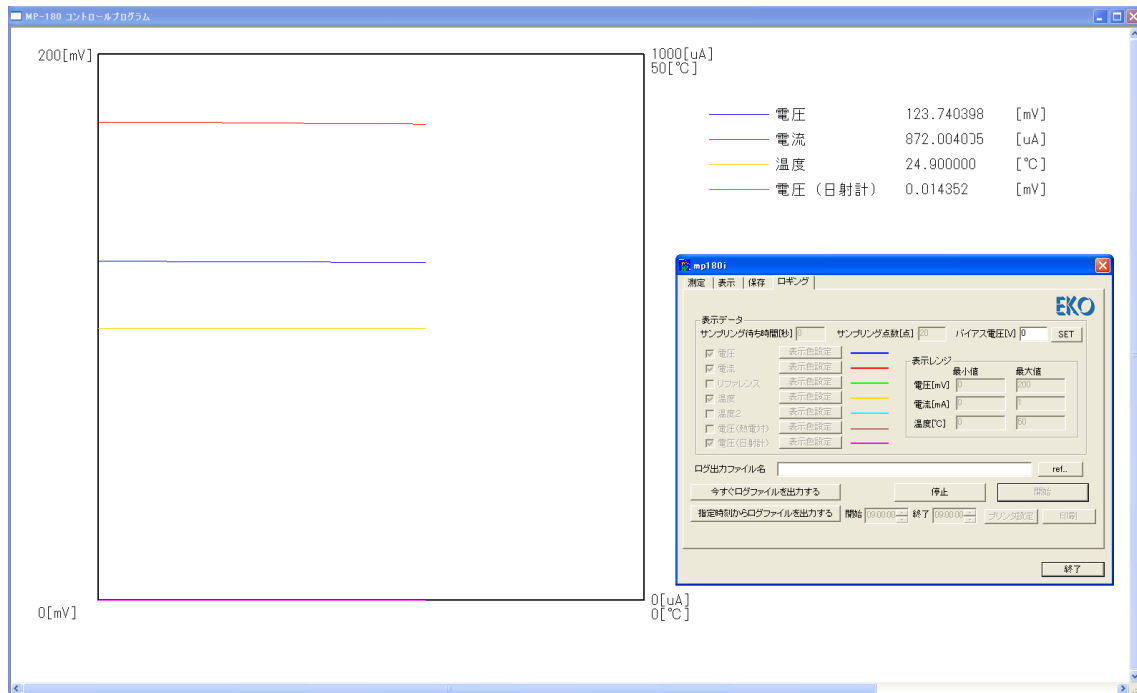 MP-180 コントロールプログラム
200[mV]
1000[uA]
50[℃]
電圧 123.740398 [mV]
電流 872.004005 [uA]
温度 24.900000 [℃]
電圧（日射計） 0.014352 [mV]
0[mV]
0[uA]
0[℃]
mp180i
測定 表示 保存 ロギング
EKO
表示データ
サンプリング待ち時間[秒] 0 サンプリング点数[点] 20 バイアス電圧[V] 0 SET
電圧 表示色設定
電流 表示色設定
リファレンス 表示色設定
温度 表示色設定
温度2 表示色設定
電圧(熱電対) 表示色設定
電圧(日射計) 表示色設定
表示レンジ
最小値 最大値
電圧[mV] 0 200
電流[mA] 0 1
温度[℃] 0 50
ログ出力ファイル名 ref..
今すぐログファイルを出力する 停止 開始
指定時刻からログファイルを出力する 開始 09:00:00 終了 09:00:00 プリンタ設定 印刷
終了